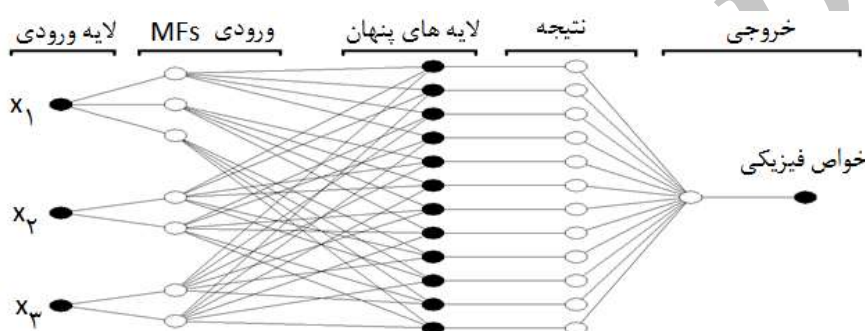 لایه ورودی
MFs ورودی
لایه های پنهان
نتیجه
خروجی
x۱
x۲
x۳
خواص فیزیکی